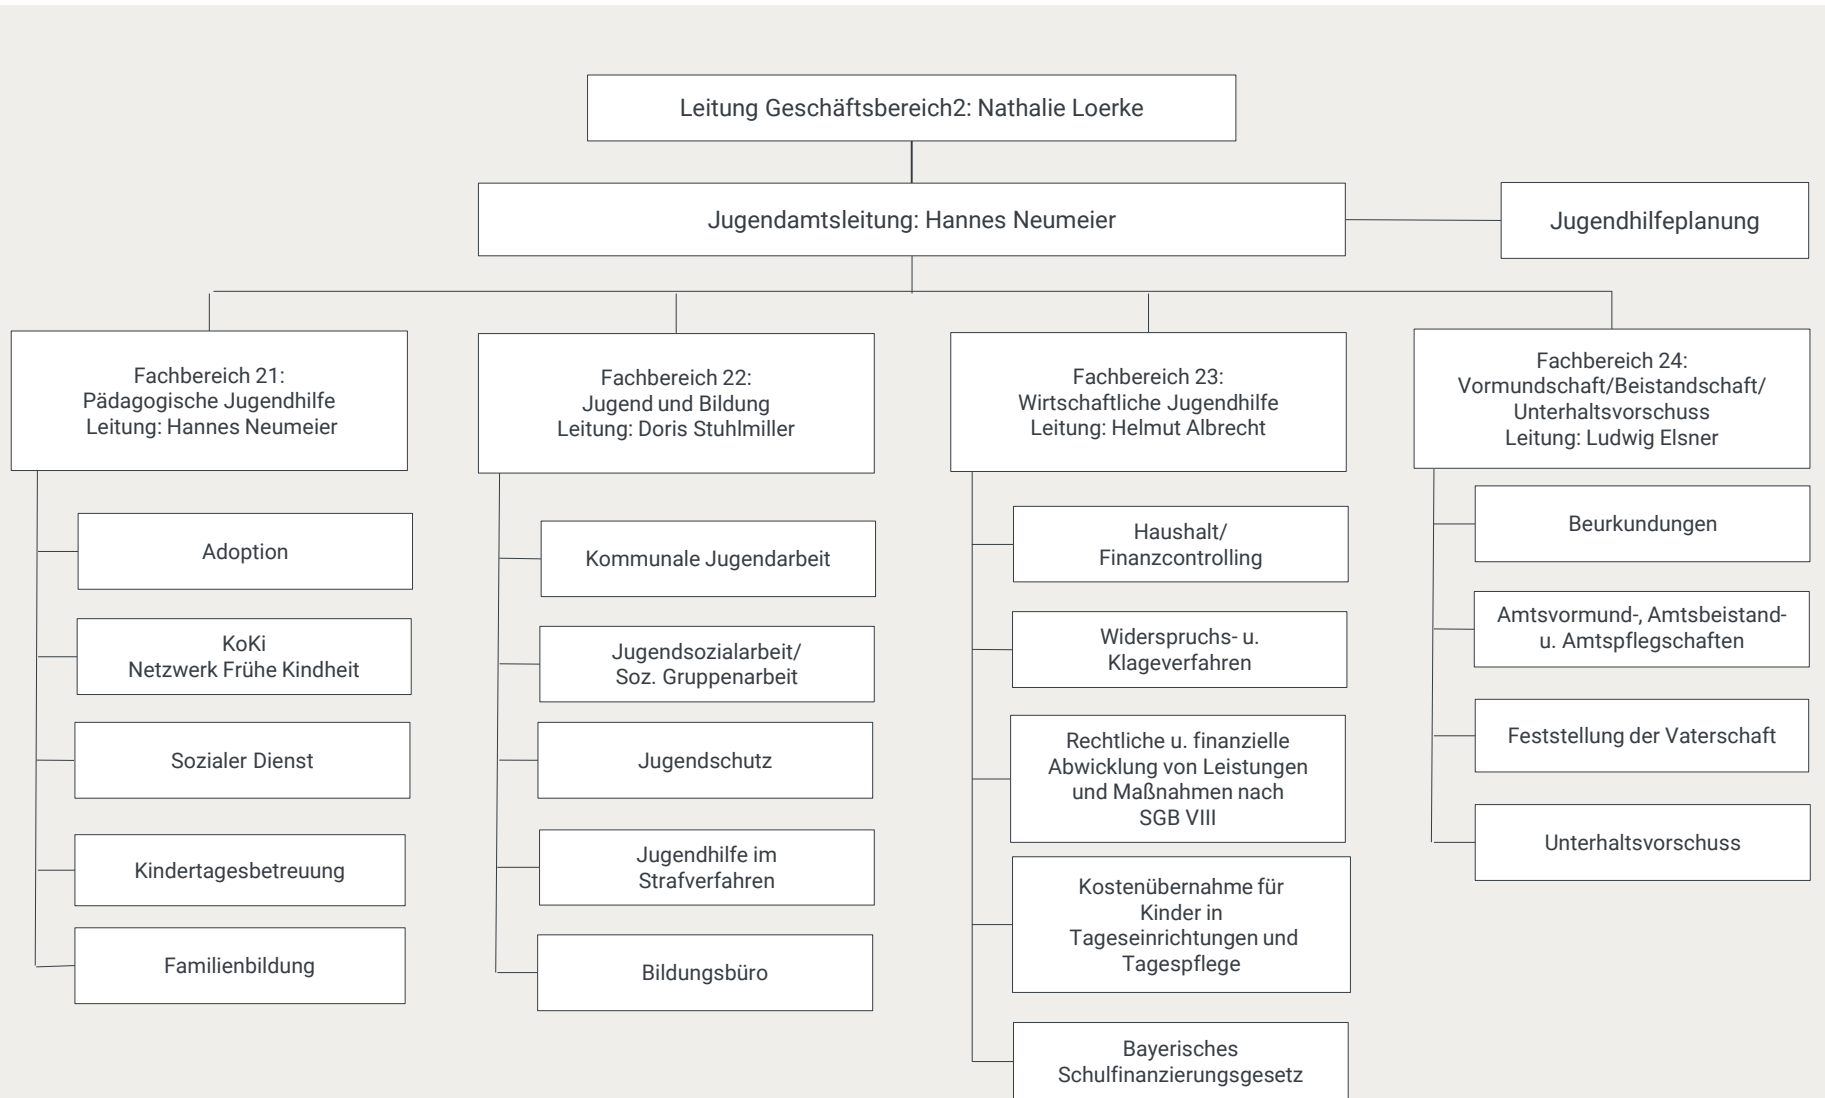 Leitung Geschäftsbereich2: Nathalie Loerke
Jugendamtsleitung: Hannes Neumeier
Jugendhilfeplanung
Fachbereich 21:
Pädagogische Jugendhilfe
Leitung: Hannes Neumeier
Adoption
KoKi
Netzwerk Frühe Kindheit
Sozialer Dienst
Kindertagesbetreuung
Familienbildung
Fachbereich 22:
Jugend und Bildung
Leitung: Doris Stuhlmiller
Kommunale Jugendarbeit
Jugendsozialarbeit/
Soz. Gruppenarbeit
Jugendschutz
Jugendhilfe im
Strafverfahren
Bildungsbüro
Fachbereich 23:
Wirtschaftliche Jugendhilfe
Leitung: Helmut Albrecht
Haushalt/
Finanzcontrolling
Widerspruchs- u.
Klageverfahren
Rechtliche u. finanzielle
Abwicklung von Leistungen
und Maßnahmen nach
SGB VIII
Kostenübernahme für
Kinder in
Tageseinrichtungen und
Tagespflege
Bayerisches
Schulfinanzierungsgesetz
Fachbereich 24:
Vormundschaft/Beistandschaft/
Unterhaltsvorschuss
Leitung: Ludwig Elsner
Beurkundungen
Amtsvormund-, Amtsbeistand-
u. Amtspflegschaften
Feststellung der Vaterschaft
Unterhaltsvorschuss